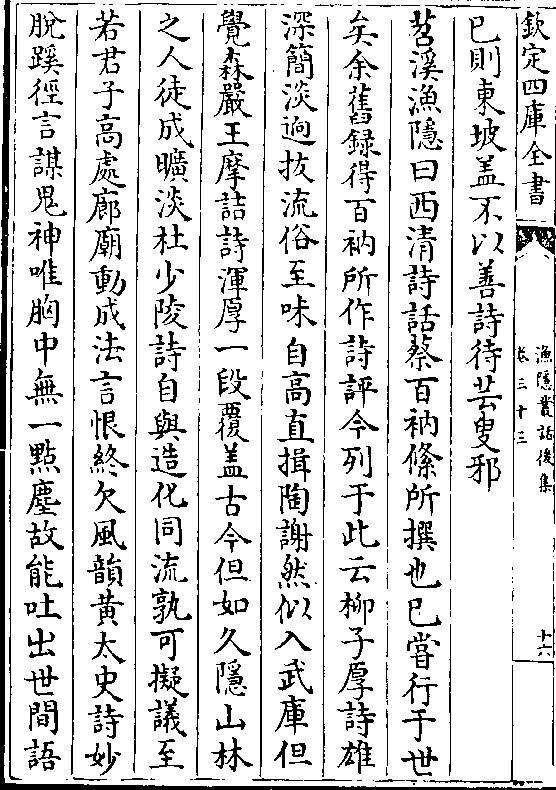 欽定四庫全書
漁隱叢話後集
卷三十三
十六
已則東坡盖不以善詩待芸叟邪
苕溪漁隱曰西清詩話蔡百衲絛所撰也已嘗行于世
矣余舊録得百衲所作詩評今列于此云柳子厚詩雄
深簡淡逈拔流俗至味自高直揖陶謝然似入武庫但
覺森嚴王摩詰詩渾厚一段覆盖古今但如久隱山林
之人徒成曠淡杜少陵詩自與造化同流孰可擬議至
若君子高處廊廟動成法言恨終欠風韻黄太史詩妙
脫蹊徑言謀鬼神唯胸中無一點塵故能吐出世間語